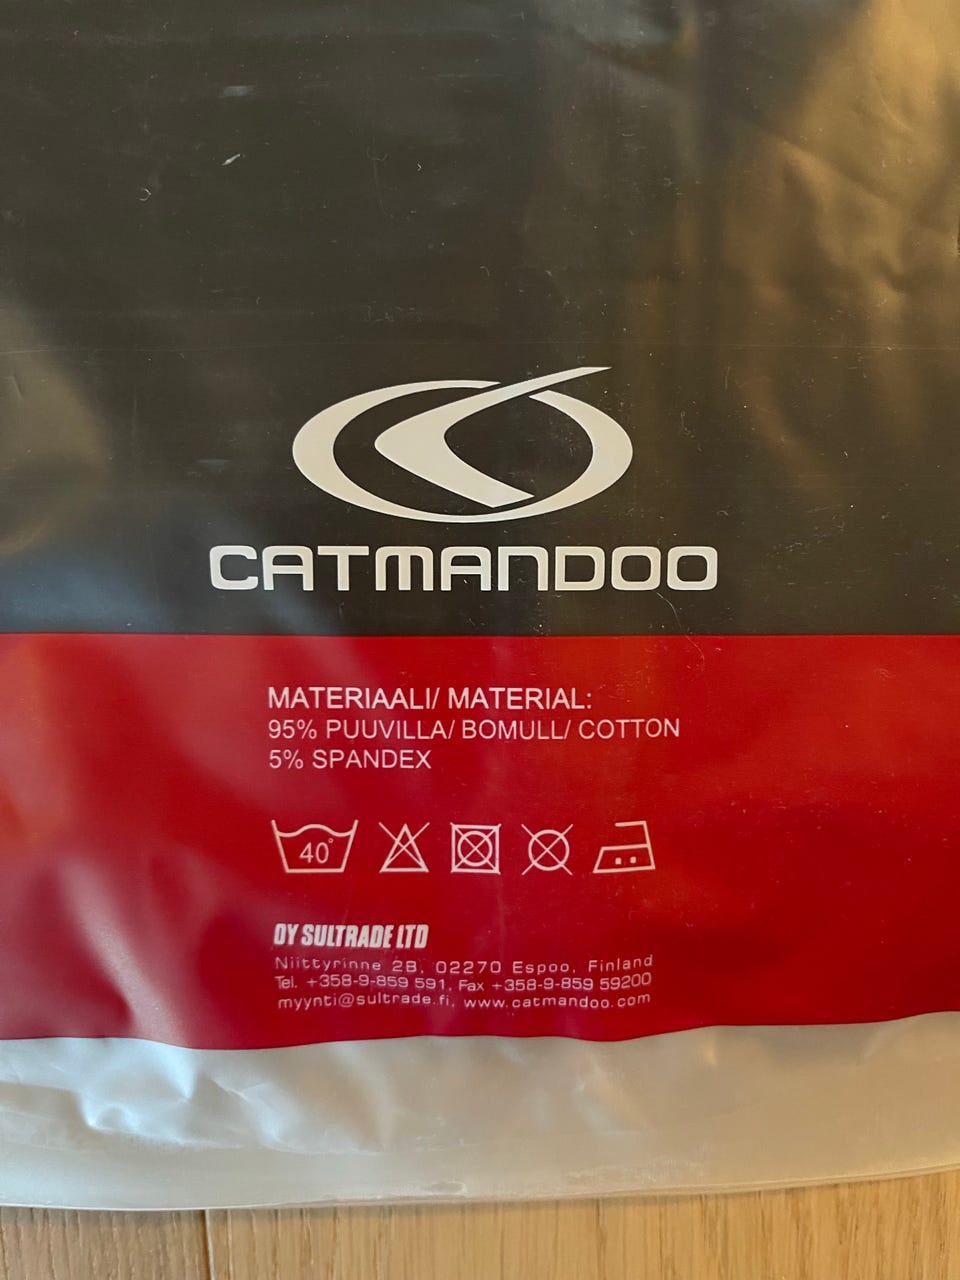 CATMANDOO
MATERIAALI/ MATERIAL:
95% PUUVILLA/ BOMULL/ COTTON
5% SPANDEX
40°
OY SULTRADE LTD
Niittyrinne 2B, 02270 Espoo, Finland
Tel. +358-9-859 591, Fax +358-9-859 59200
myynti@sultrade.fi, www.catmandoo.com